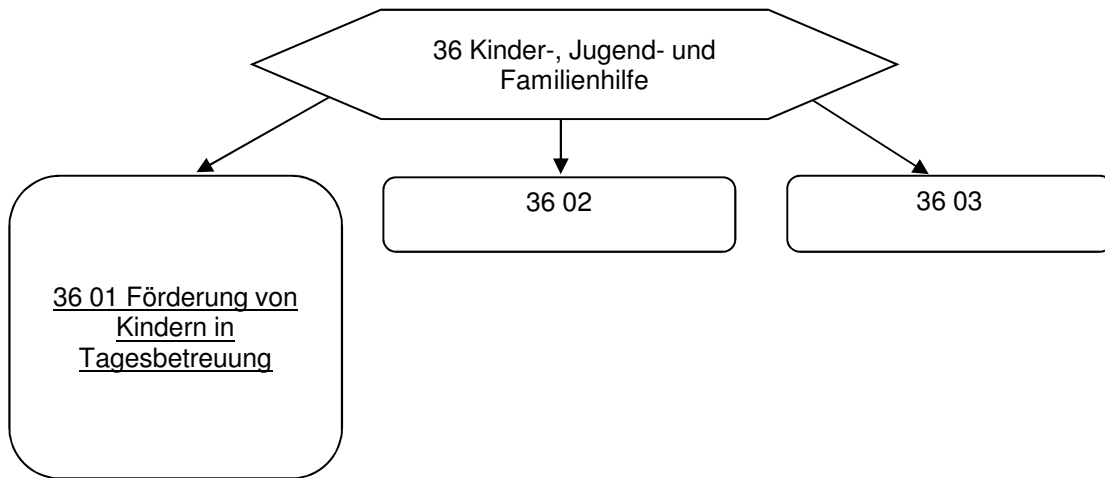 36 Kinder-, Jugend- und
Familienhilfe
36 01 Förderung von
Kindern in
Tagesbetreuung
36 02
36 03